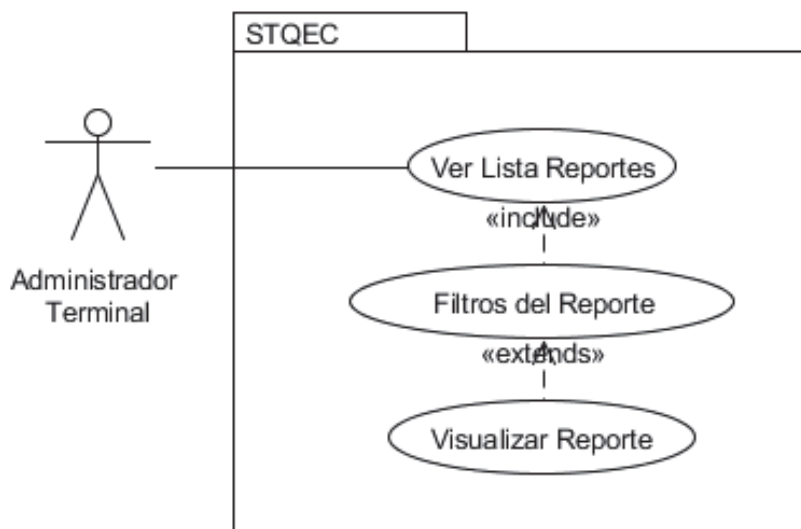 STQEC
Ver Lista Reportes
«include»
Administrador
Terminal
Filtros del Reporte
«extends»
Visualizar Reporte